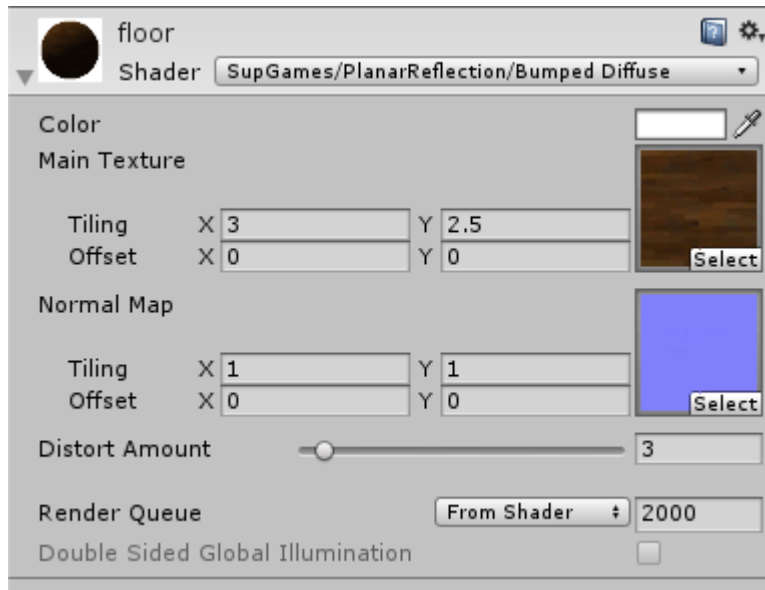 floor
Shader SupGames/PlanarReflection/Bumped Diffuse
Color
Main Texture
Tiling X 3 Y 2.5
Offset X 0 Y 0
Select
Normal Map
Tiling X 1 Y 1
Offset X 0 Y 0
Select
Distort Amount 3
Render Queue From Shader 2000
Double Sided Global Illumination